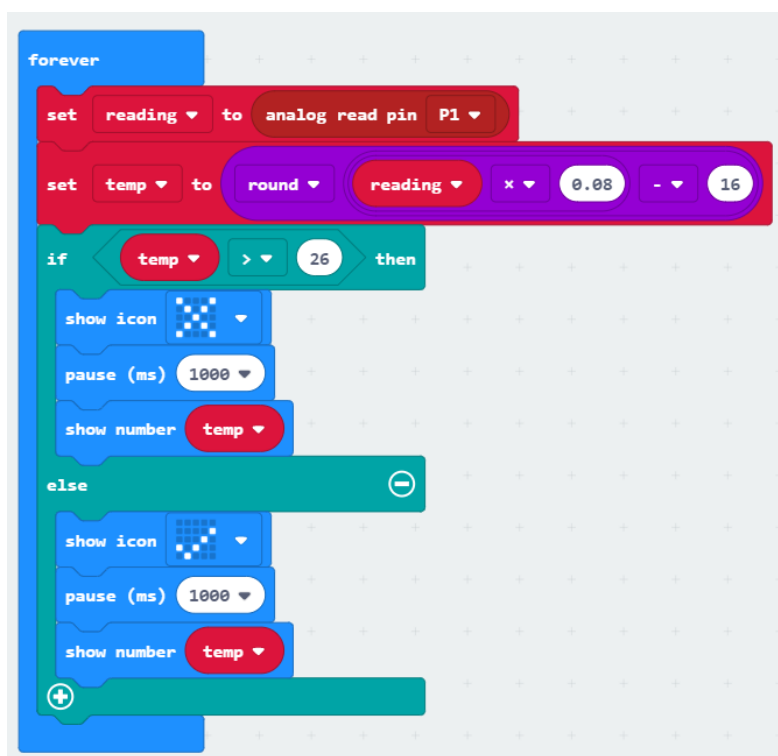 forever
set reading to analog read pin P1
set temp to round reading × 0.08 - 16
if temp > 26 then
show icon
pause (ms) 1000
show number temp
else
show icon
pause (ms) 1000
show number temp